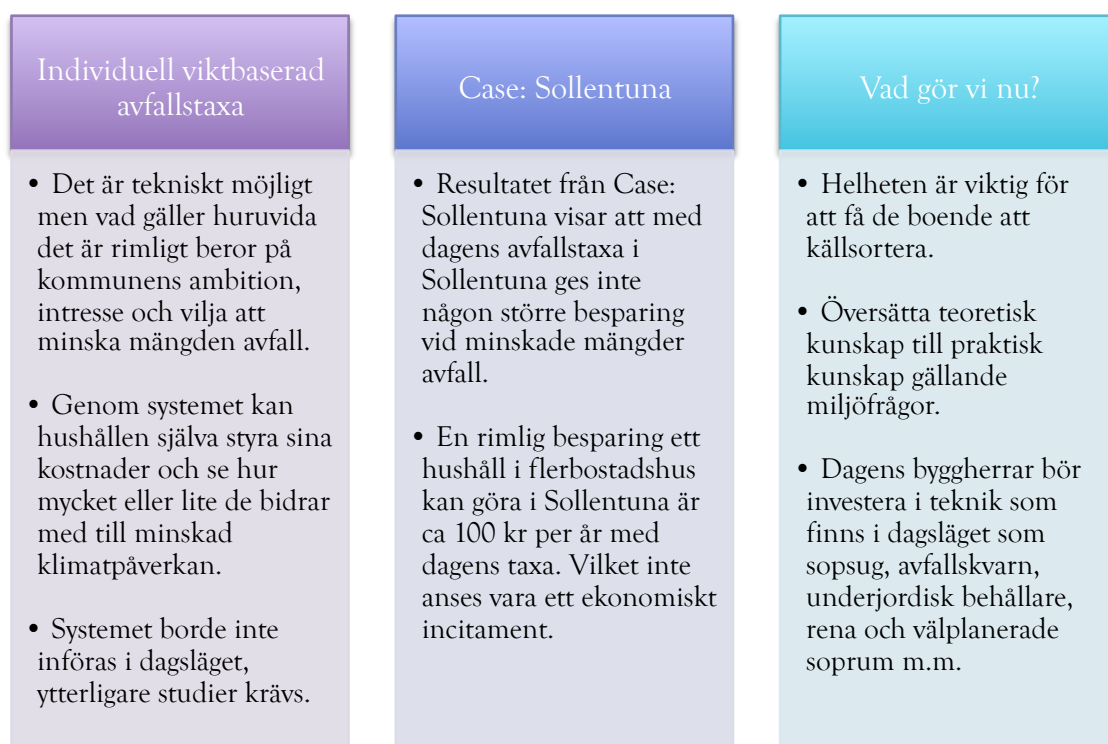 Individuell viktbaserad
avfallstaxa
• Det är tekniskt möjligt
men vad gäller huruvida
det är rimligt beror på
kommunens ambition,
intresse och vilja att
minska mängden avfall.
• Genom systemet kan
hushållen själva styra sina
kostnader och se hur
mycket eller lite de bidrar
med till minskad
klimatpåverkan.
• Systemet borde inte
införas i dagsläget,
ytterligare studier krävs.
Case: Sollentuna
• Resultatet från Case:
Sollentuna visar att med
dagens avfallstaxa i
Sollentuna ges inte
någon större besparing
vid minskade mängder
avfall.
• En rimlig besparing ett
hushåll i flerbostadshus
kan göra i Sollentuna är
ca 100 kr per år med
dagens taxa. Vilket inte
anses vara ett ekonomiskt
incitament.
Vad gör vi nu?
• Helheten är viktig för
att få de boende att
källsortera.
• Översätta teoretisk
kunskap till praktisk
kunskap gällande
miljöfrågor.
• Dagens byggherrar bör
investera i teknik som
finns i dagsläget som
sopsug, avfallskvarn,
underjordisk behållare,
rena och välplanerade
soprum m.m.